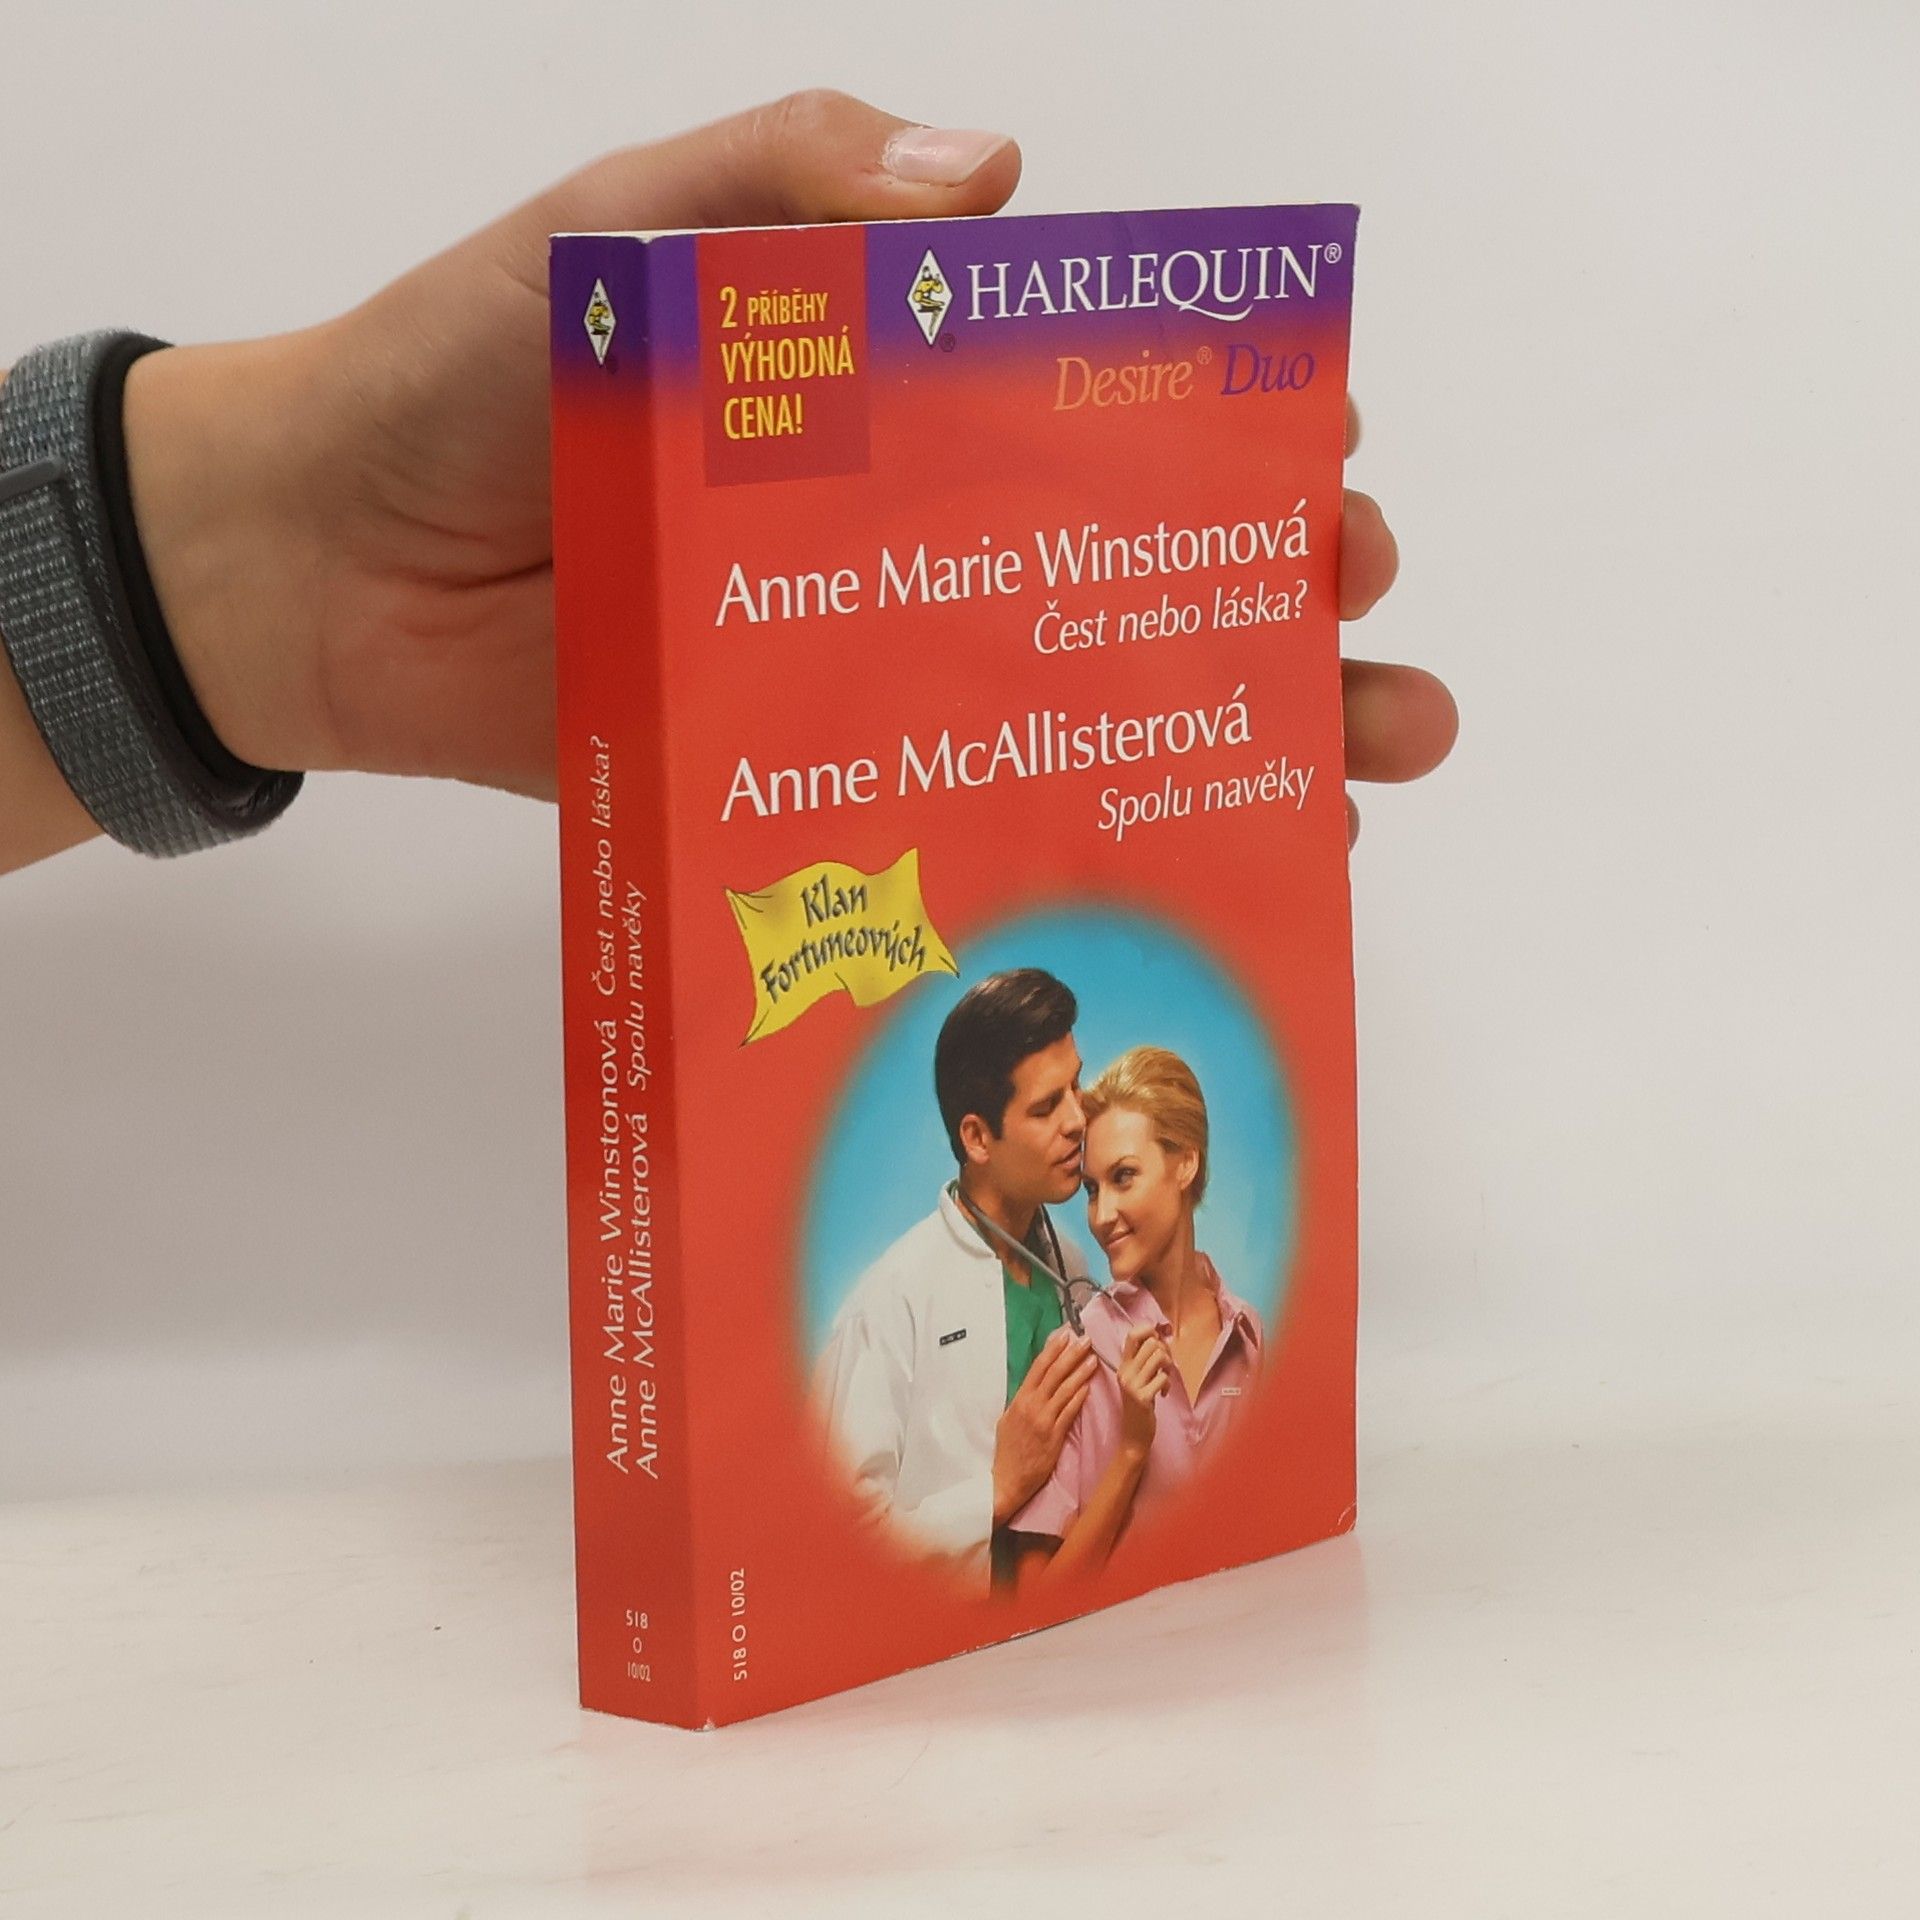 2 PŘÍBĚHY
VÝHODNÁ
CENA!
HARLEQUIN®
®
Desire® Duo
Anne Marie Winstonová
Čest nebo láska?
Anne McAllisterová
Spolu navěky
Klan
Fortuneových
518 O 10/02
Anne Marie Winstonová Čest nebo láska?
Anne McAllisterová Spolu navěky
518
O
10/02